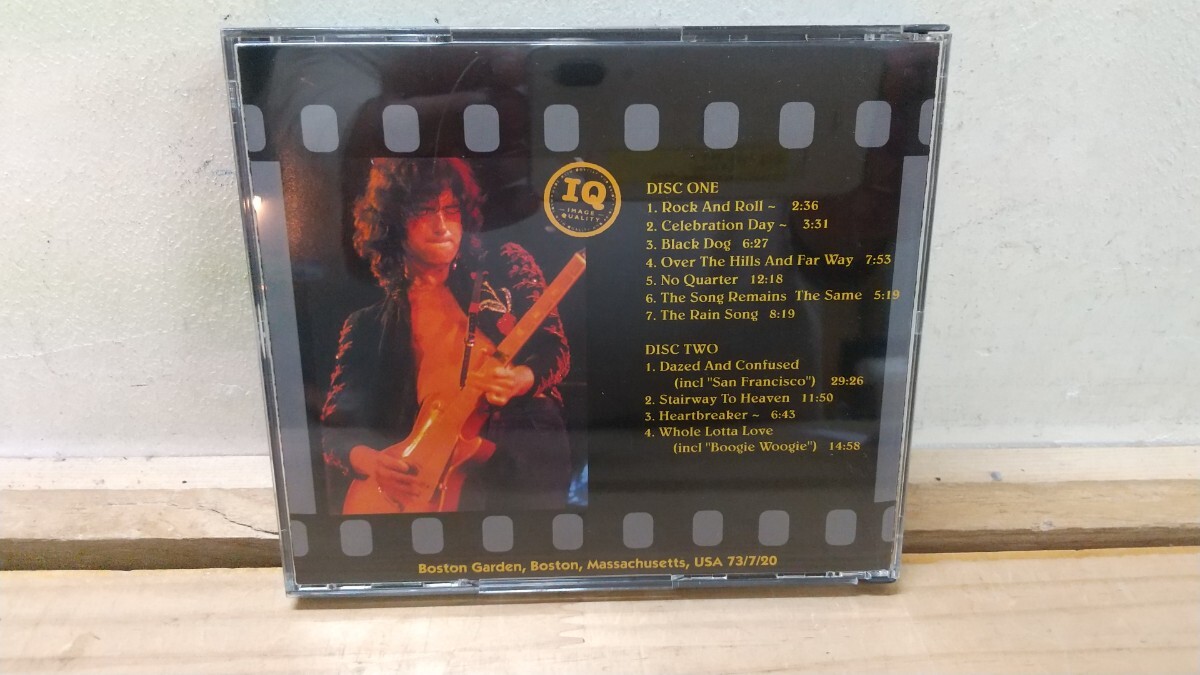 IQ
IMAGE
QUALITY
DISC ONE
1. Rock And Roll ~ 2:36
2. Celebration Day ~ 3:31
3. Black Dog 6:27
4. Over The Hills And Far Way 7:53
5. No Quarter 12:18
6. The Song Remains The Same 5:19
7. The Rain Song 8:19
DISC TWO
1. Dazed And Confused
(incl "San Francisco") 29:26
2. Stairway To Heaven 11:50
3. Heartbreaker ~ 6:43
4. Whole Lotta Love
(incl "Boogie Woogie") 14:58
Boston Garden, Boston, Massachusetts, USA 73/7/20